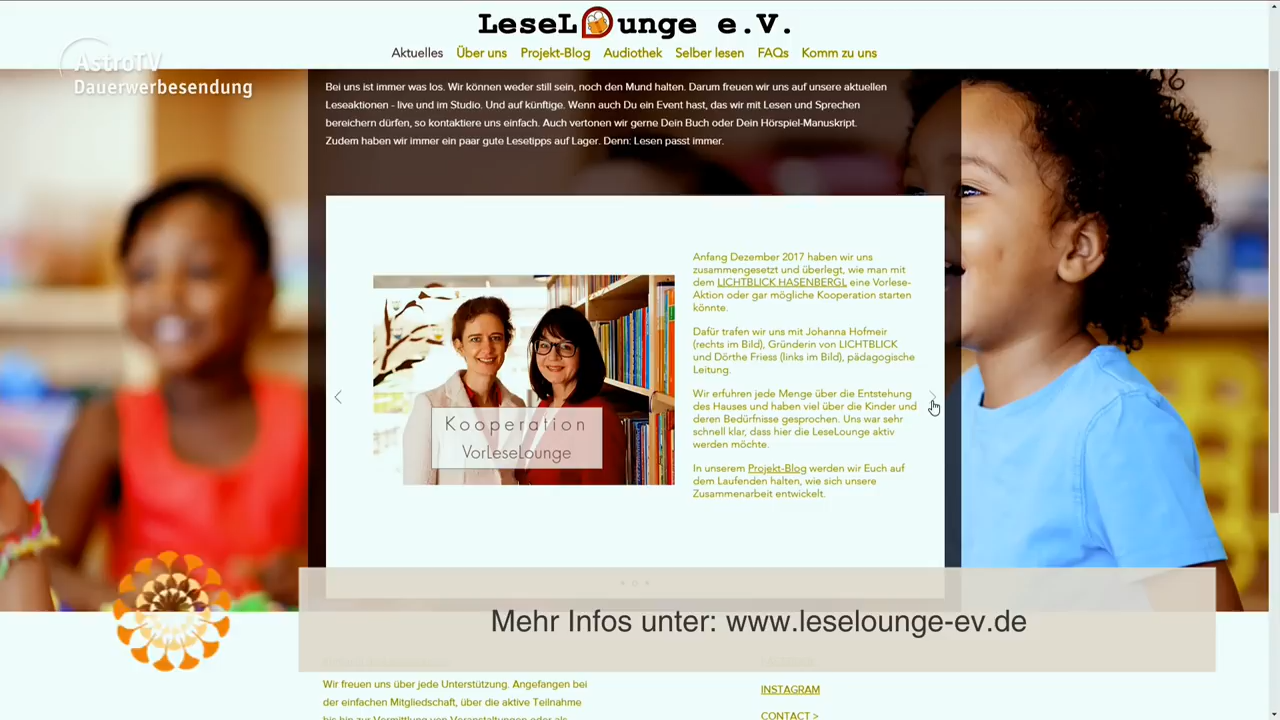 LeseLounge e.V.
Aktuelles Über uns Projekt-Blog Audiothek Selber lesen FAQs Komm zu uns
AstroTV
Dauerwerbesendung
Bei uns ist immer was los. Wir können weder still sein, noch den Mund halten. Darum freuen wir uns auf unsere aktuellen
Leseaktionen - live und im Studio. Und auf künftige. Wenn auch Du ein Event hast, das wir mit Lesen und Sprechen
bereichern dürfen, so kontaktiere uns einfach. Auch vertonen wir gerne Dein Buch oder Dein Hörspiel-Manuskript.
Zudem haben wir immer ein paar gute Lesetipps auf Lager. Denn: Lesen passt immer.
Kooperation
VorLeseLounge
Anfang Dezember 2017 haben wir uns
zusammengesetzt und überlegt, wie man mit
dem LICHTBLICK HASENBERGL eine Vorlese-
Aktion oder gar mögliche Kooperation starten
könnte.
Dafür trafen wir uns mit Johanna Hofmeir
(rechts im Bild), Gründerin von LICHTBLICK
und Dörthe Friess (links im Bild), pädagogische
Leitung.
Wir erfuhren jede Menge über die Entstehung
des Hauses und haben viel über die Kinder und
deren Bedürfnisse gesprochen. Uns war sehr
schnell klar, dass hier die LeseLounge aktiv
werden möchte.
In unserem Projekt-Blog werden wir Euch auf
dem Laufenden halten, wie sich unsere
Zusammenarbeit entwickelt.
Mehr Infos unter: www.leselounge-ev.de
Wir freuen uns über jede Unterstützung. Angefangen bei
der einfachen Mitgliedschaft, über die aktive Teilnahme
bis hin zur Vermittlung von Veranstaltungen oder als
INSTAGRAM
CONTACT >